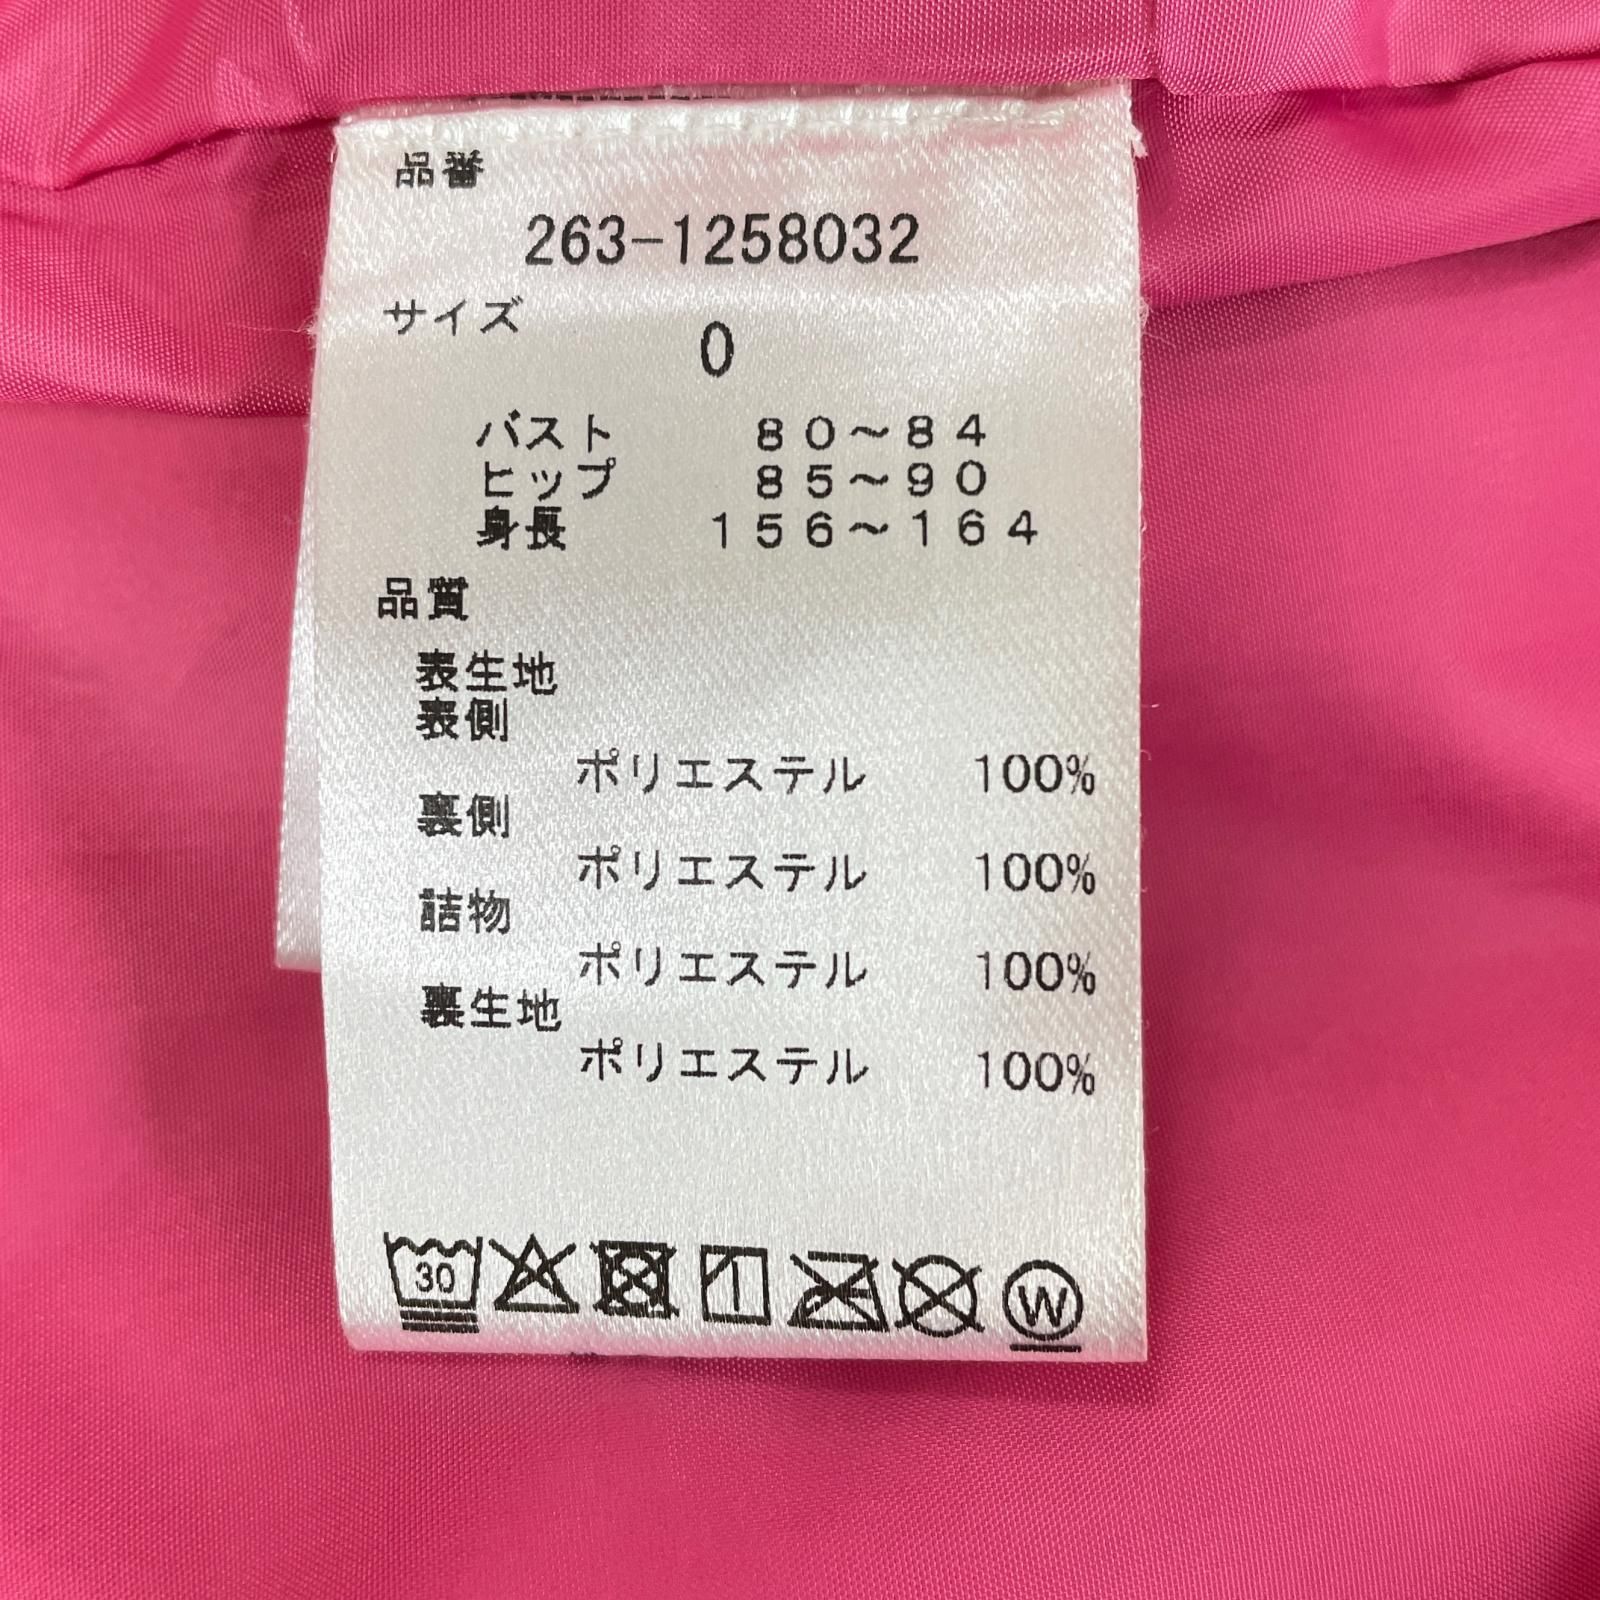 品番
263-1258032
サイズ
0
バスト 80～84
ヒップ 85～90
身長 156～164
品質
表生地
表側
ポリエステル 100%
裏側
ポリエステル 100%
詰物
ポリエステル 100%
裏生地
ポリエステル 100%
30 W